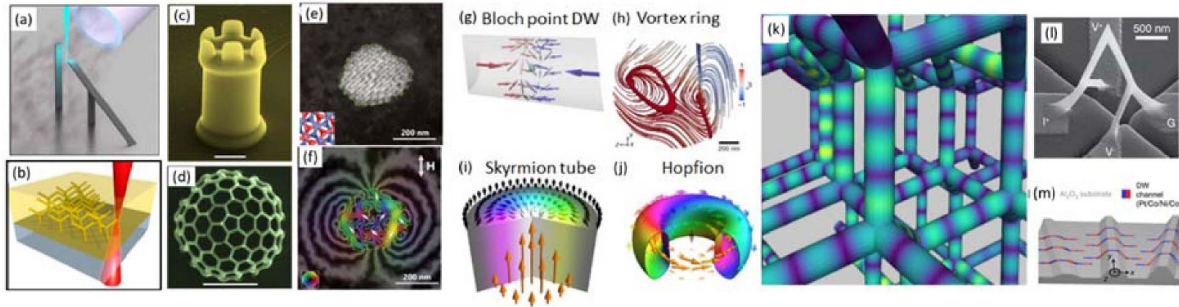 (a)
(c)
(e)
200 nm
(g) Bloch point DW
(h) Vortex ring
200 nm
(k)
(l)
500 nm
V⁺
I⁺
G
V⁻
(b)
(d)
(f)
H
200 nm
(i) Skyrmion tube
(j) Hopfion
(m)
Al₂O₃ substrate
DW
channel
(Pt/Co/Ni/Co)
y
z
x